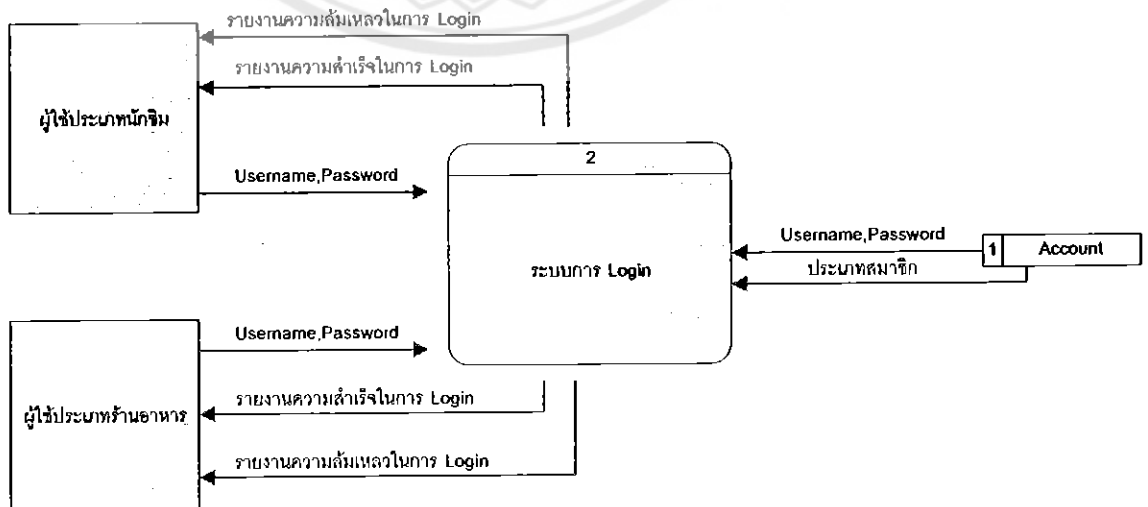 รายงานความล้มเหลวในการ Login
รายงานความสำเร็จในการ Login
ผู้ใช้ประเภทนักชิม
Username,Password
2
ระบบการ Login
Username,Password
1 Account
ประเภทสมาชิก
Username,Password
ผู้ใช้ประเภทร้านอาหาร
รายงานความสำเร็จในการ Login
รายงานความล้มเหลวในการ Login